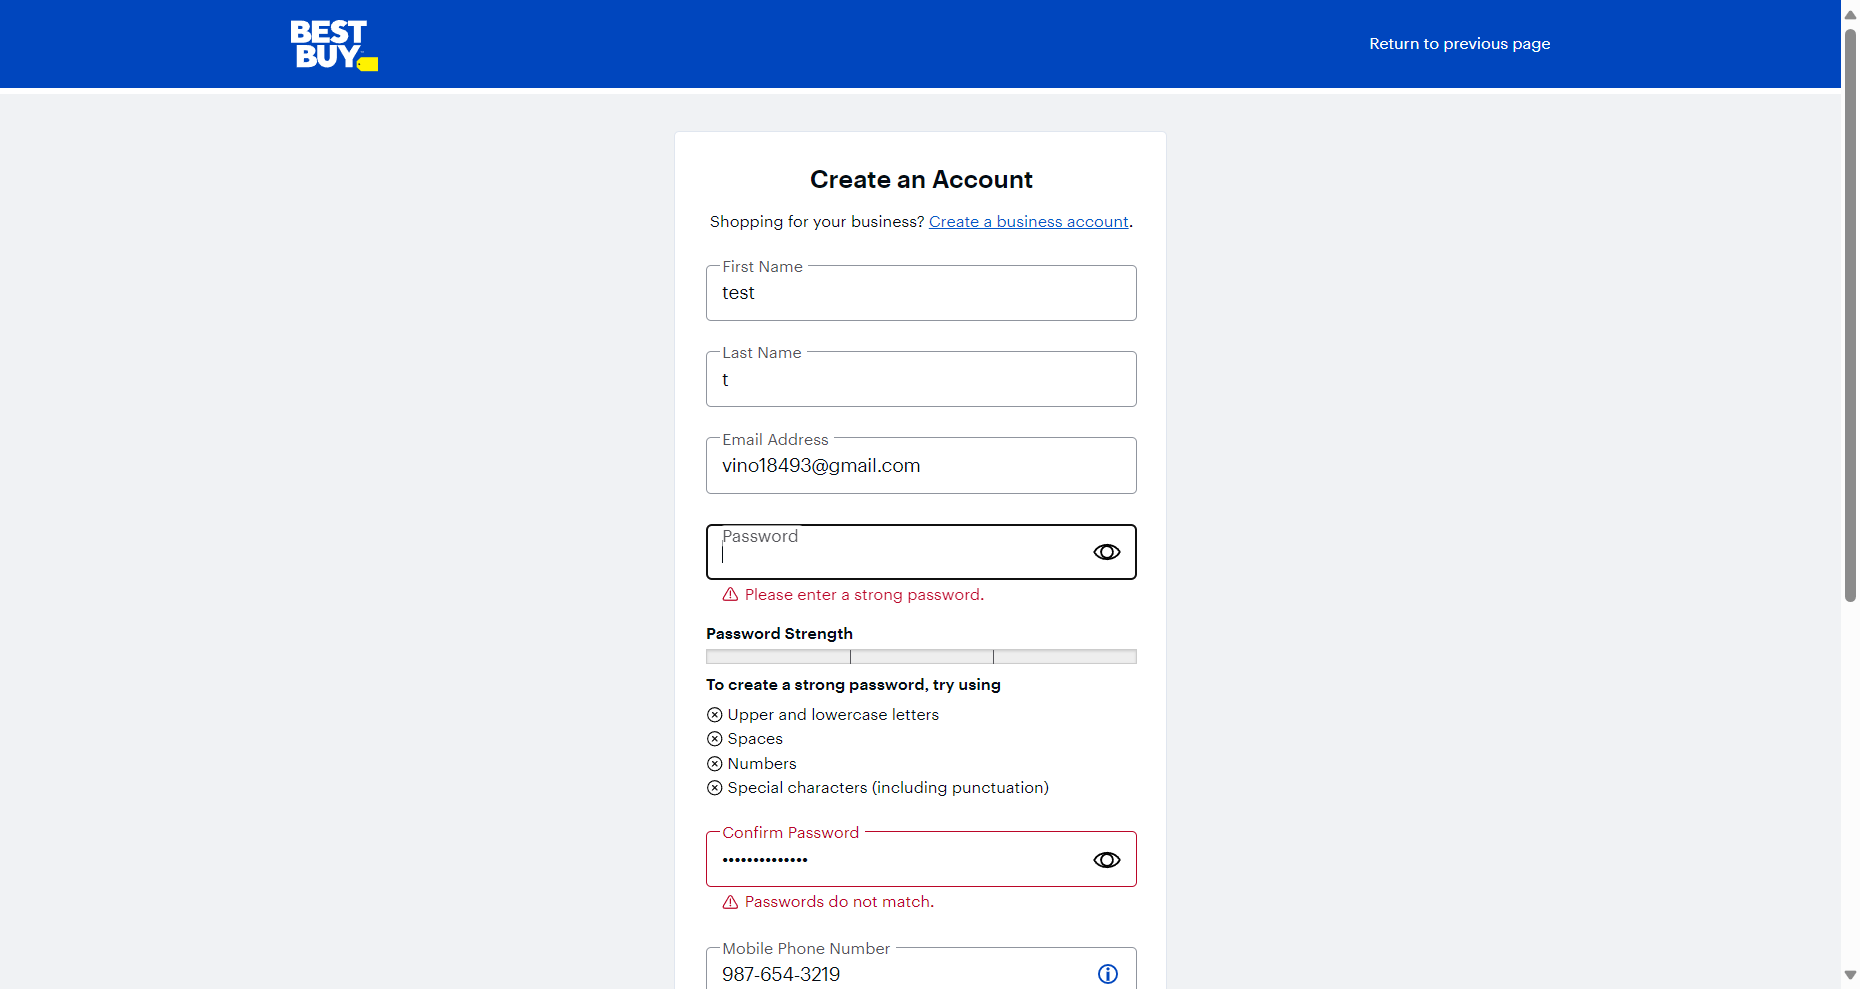 BEST
BUY
Return to previous page
Create an Account
Shopping for your business? Create a business account.
First Name
test
Last Name
t
Email Address
vino18493@gmail.com
Password
Please enter a strong password.
Password Strength
To create a strong password, try using
Upper and lowercase letters
Spaces
Numbers
Special characters (including punctuation)
Confirm Password
••••••••••••••
Passwords do not match.
Mobile Phone Number
987-654-3219